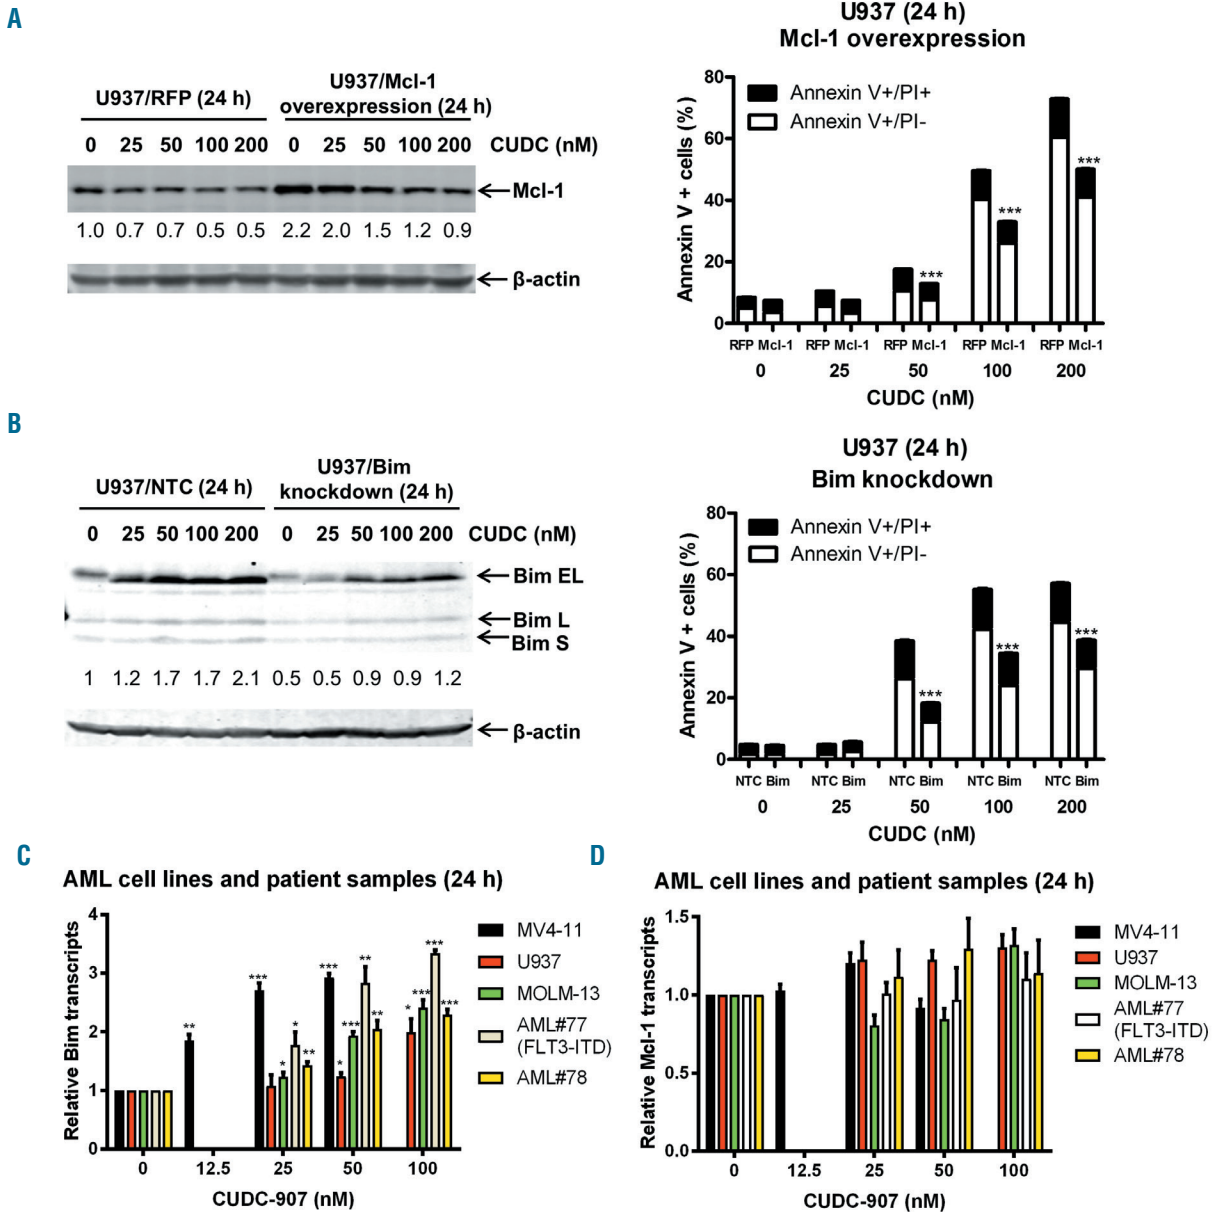 A
U937/RFP (24 h)
U937/Mcl-1
overexpression (24 h)
0 25 50 100 200 0 25 50 100 200 CUDC (nM)
Mcl-1
1.0 0.7 0.7 0.5 0.5 2.2 2.0 1.5 1.2 0.9
β-actin
U937 (24 h)
Mcl-1 overexpression
Annexin V + cells (%)
80
60
40
20
0
Annexin V+/PI+
Annexin V+/PI-
*** *** *** ***
RFP Mcl-1 RFP Mcl-1 RFP Mcl-1 RFP Mcl-1 RFP Mcl-1
0 25 50 100 200
CUDC (nM)
B
U937/NTC (24 h)
U937/Bim
knockdown (24 h)
0 25 50 100 200 0 25 50 100 200 CUDC (nM)
Bim EL
Bim L
Bim S
1 1.2 1.7 1.7 2.1 0.5 0.5 0.9 0.9 1.2
β-actin
U937 (24 h)
Bim knockdown
Annexin V + cells (%)
80
60
40
20
0
Annexin V+/PI+
Annexin V+/PI-
*** *** ***
NTC Bim NTC Bim NTC Bim NTC Bim NTC Bim
0 25 50 100 200
CUDC (nM)
C
AML cell lines and patient samples (24 h)
Relative Bim transcripts
4
3
2
1
0
** *** * * ** *** * *** ** ** * *** *** ***
MV4-11
U937
MOLM-13
AML#77
(FLT3-ITD)
AML#78
0 12.5 25 50 100
CUDC-907 (nM)
D
AML cell lines and patient samples (24 h)
Relative Mcl-1 transcripts
1.5
1.0
0.5
0.0
MV4-11
U937
MOLM-13
AML#77
(FLT3-ITD)
AML#78
0 12.5 25 50 100
CUDC-907 (nM)